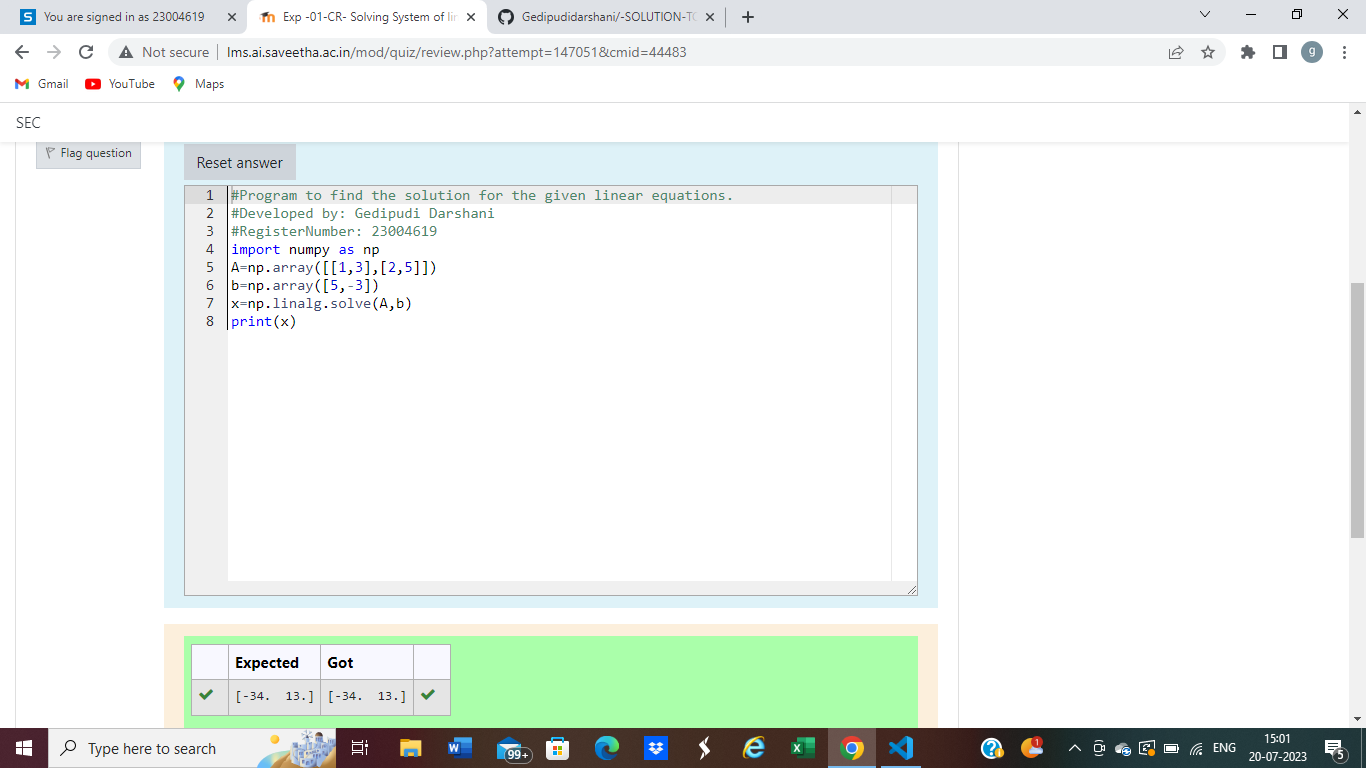 You are signed in as 23004619
Exp -01-CR- Solving System of lin
Gedipudidarshani/-SOLUTION-TO
Not secure
lms.ai.saveetha.ac.in/mod/quiz/review.php?attempt=147051&cmid=44483
g
Gmail
YouTube
Maps
SEC
Flag question
Reset answer
1 #Program to find the solution for the given linear equations.
2 #Developed by: Gedipudi Darshani
3 #RegisterNumber: 23004619
4 import numpy as np
5 A=np.array([[1,3],[2,5]])
6 b=np.array([5,-3])
7 x=np.linalg.solve(A,b)
8 print(x)
Expected Got
[-34. 13.] [-34. 13.]
Type here to search
99+
1
ENG
15:01
20-07-2023
5